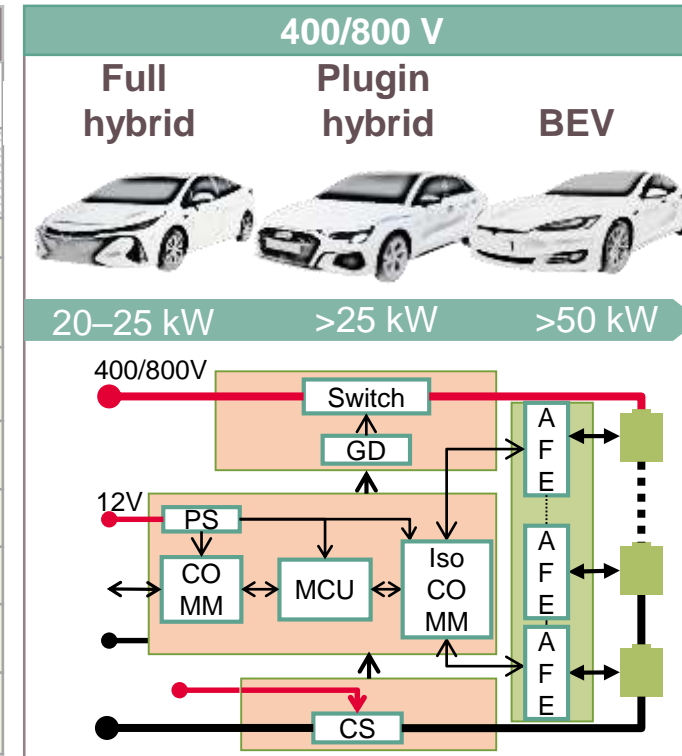 400/800 V
Full hybrid
Plugin hybrid
BEV
20–25 kW
>25 kW
>50 kW
400/800V
Switch
GD
A
F
E
12V
PS
CO
MM
MCU
Iso
CO
MM
A
F
E
A
F
E
CS